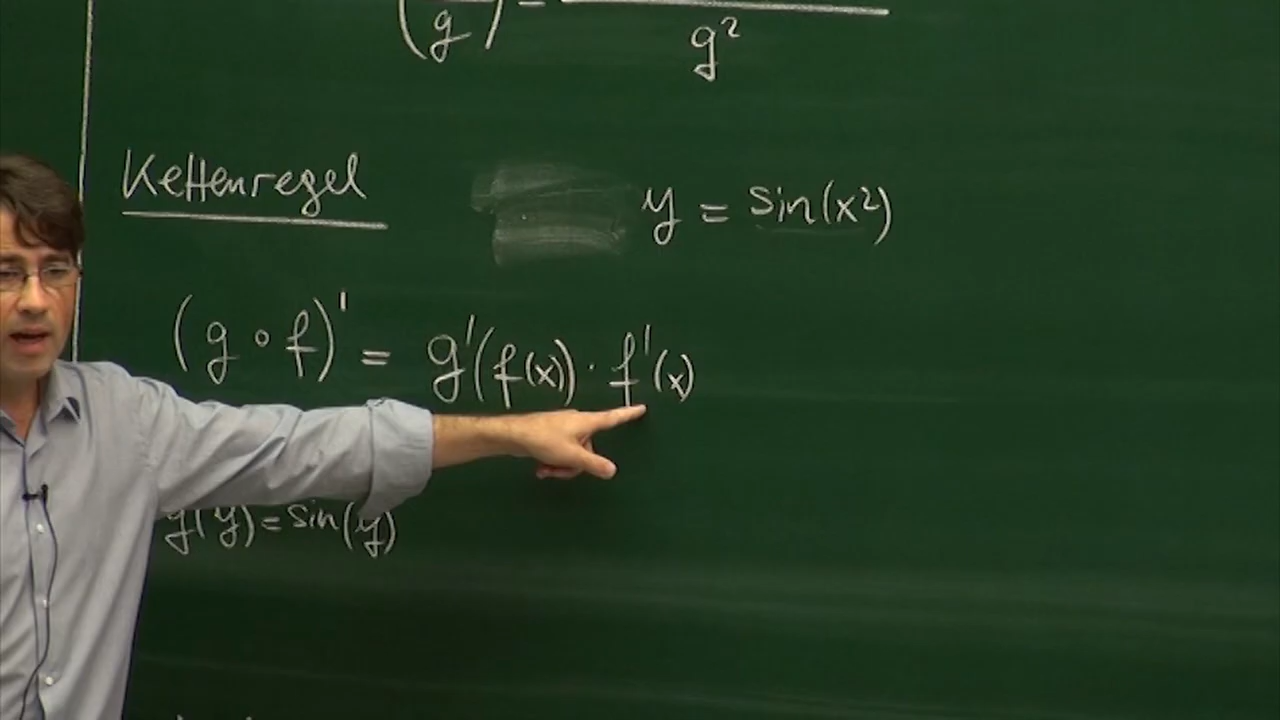 (g)' =
g²
Kettenregel
y = sin(x²)
(g ∘ f)' = g'(f(x)) · f'(x)
g(y) = sin(y)